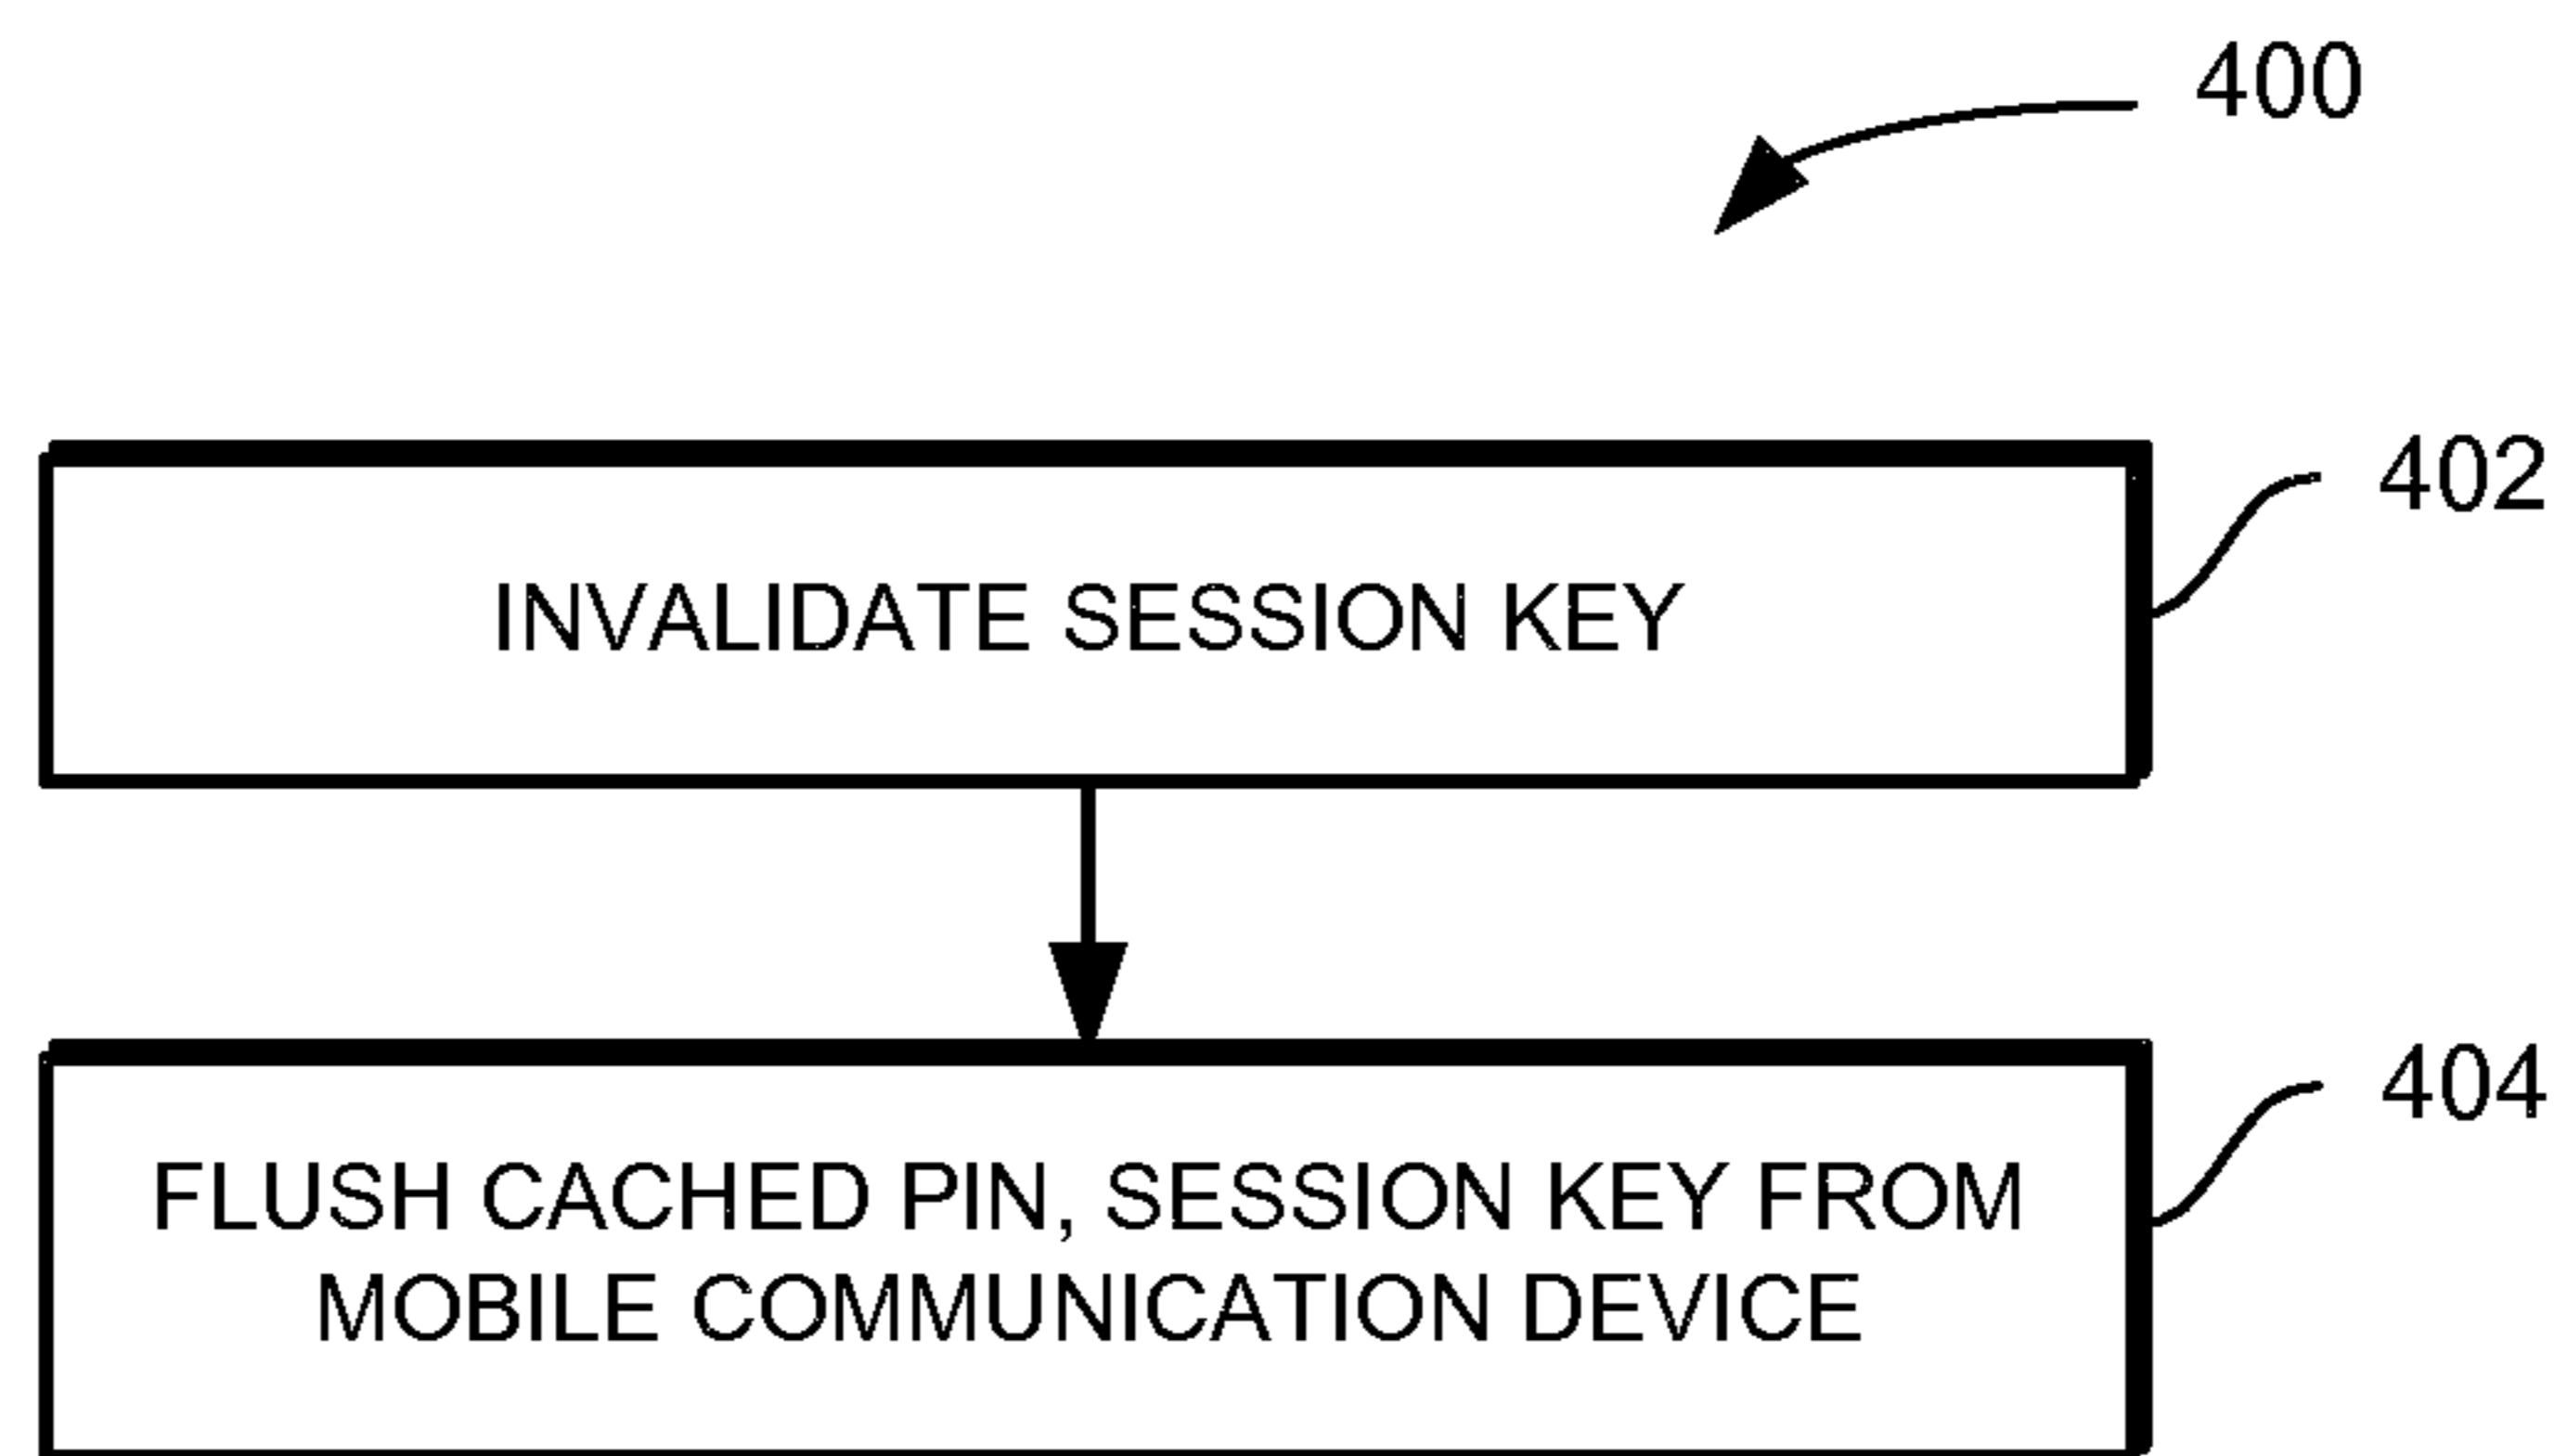 400
402
INVALIDATE SESSION KEY
404
FLUSH CACHED PIN, SESSION KEY FROM
MOBILE COMMUNICATION DEVICE